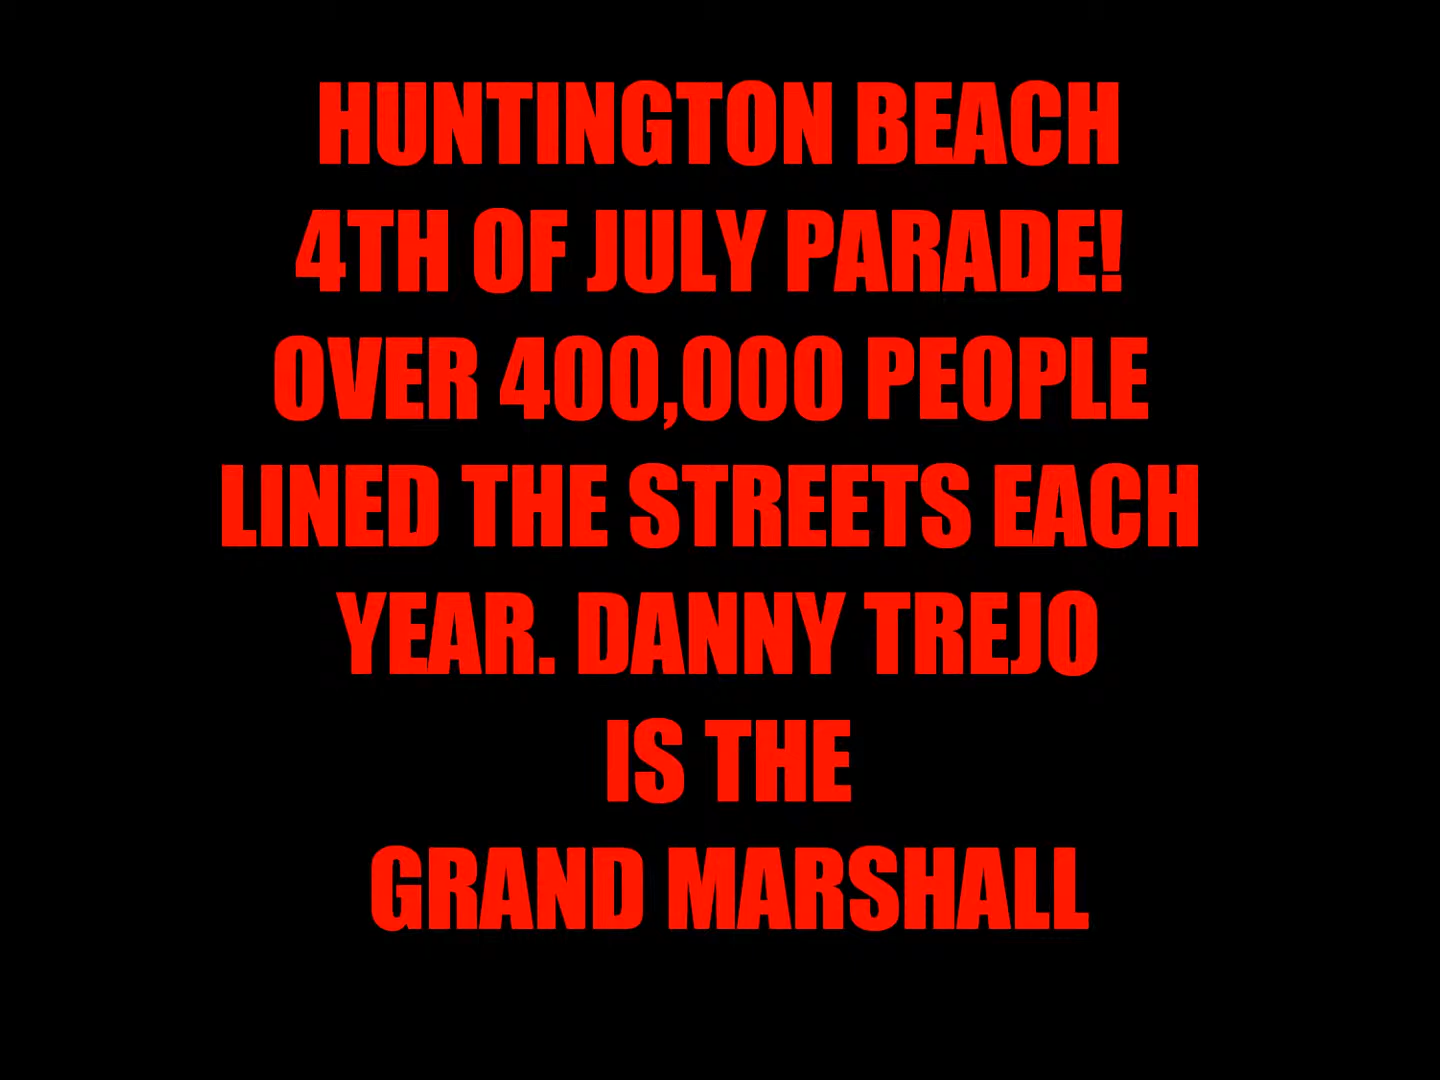 HUNTINGTON BEACH
4TH OF JULY PARADE!
OVER 400,000 PEOPLE
LINED THE STREETS EACH
YEAR. DANNY TREJO
IS THE
GRAND MARSHALL